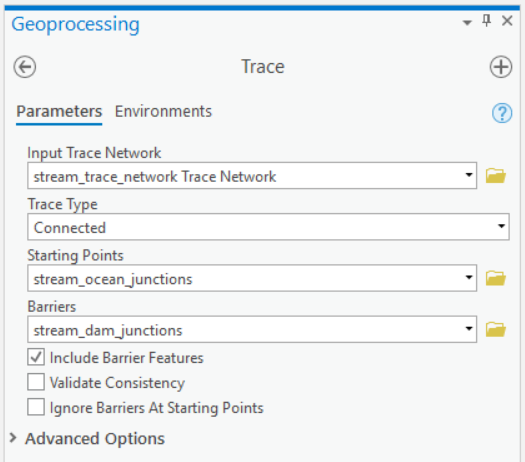 Geoprocessing
Trace
Parameters Environments
Input Trace Network
stream_trace_network Trace Network
Trace Type
Connected
Starting Points
stream_ocean_junctions
Barriers
stream_dam_junctions
Include Barrier Features
Validate Consistency
Ignore Barriers At Starting Points
Advanced Options